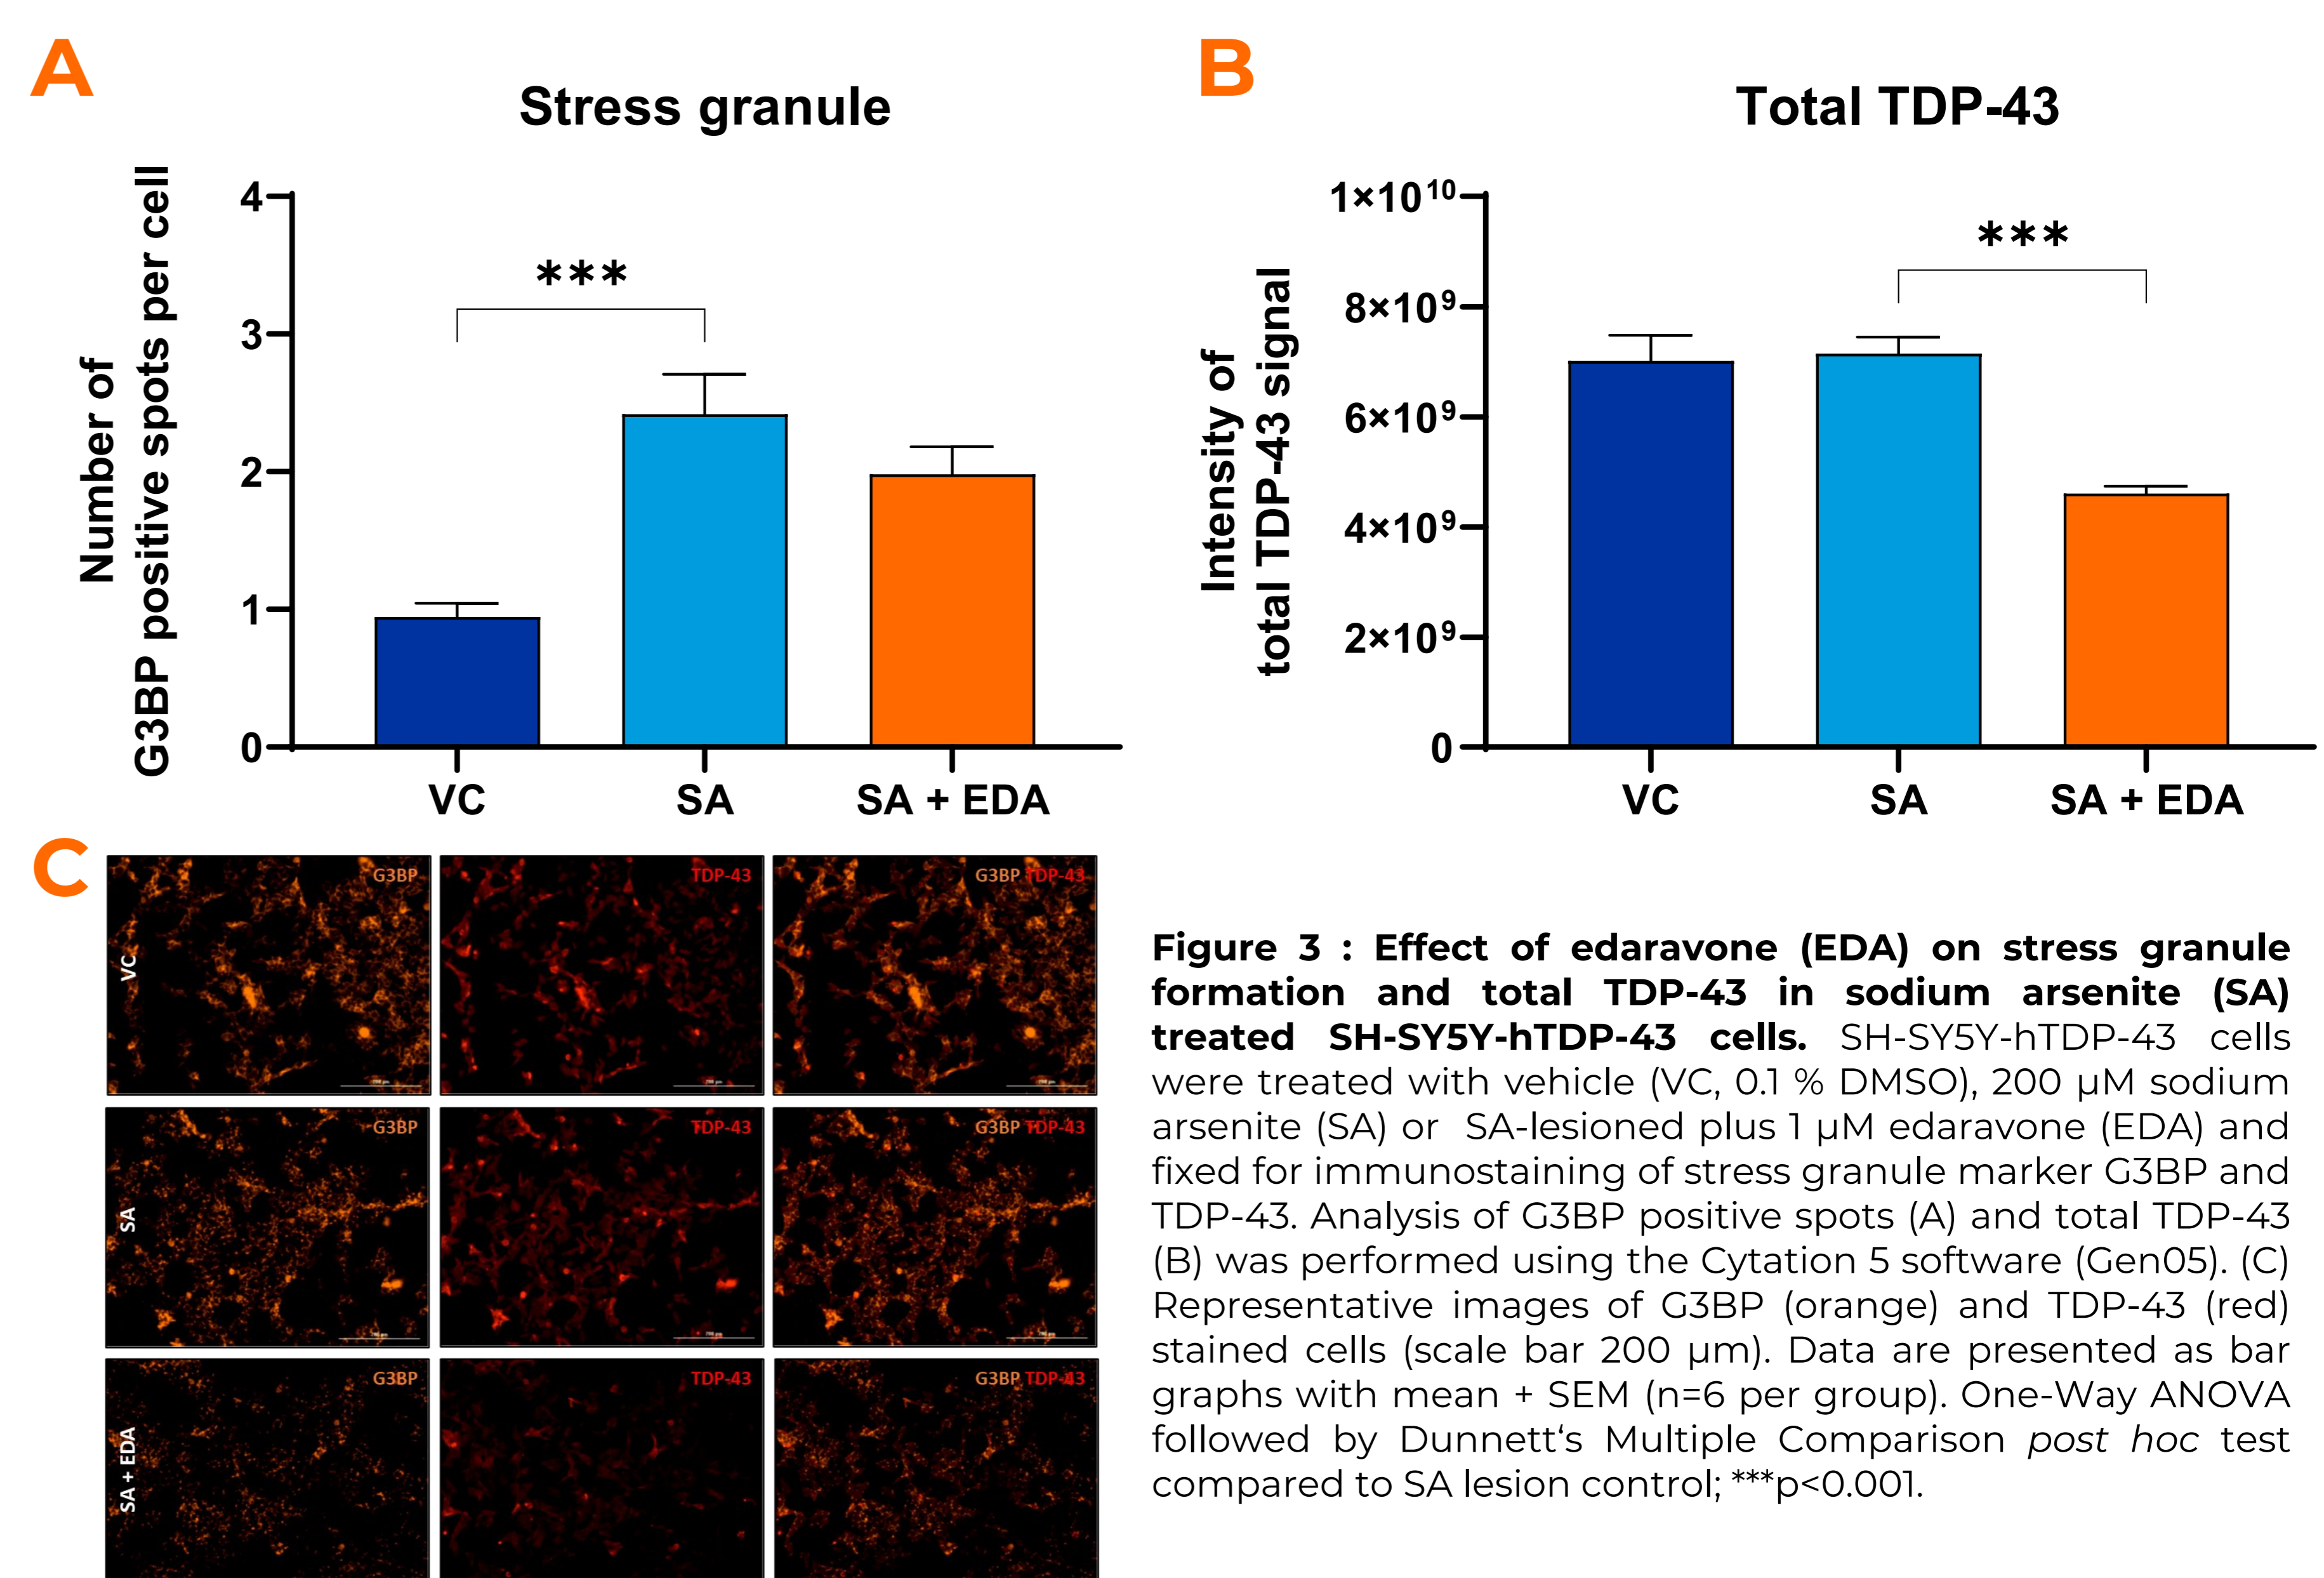 A
Stress granule
Number of
G3BP positive spots per cell
4
3
2
1
0
***
VC
SA
SA + EDA
B
Total TDP-43
Intensity of
total TDP-43 signal
1×10¹⁰
8×10⁹
6×10⁹
4×10⁹
2×10⁹
0
***
VC
SA
SA + EDA
C
VC
G3BP
TDP-43
G3BP TDP-43
SA
G3BP
TDP-43
G3BP TDP-43
SA + EDA
G3BP
TDP-43
G3BP TDP-43
Figure 3 : Effect of edaravone (EDA) on stress granule
formation and total TDP-43 in sodium arsenite (SA)
treated SH-SY5Y-hTDP-43 cells. SH-SY5Y-hTDP-43 cells
were treated with vehicle (VC, 0.1 % DMSO), 200 µM sodium
arsenite (SA) or SA-lesioned plus 1 µM edaravone (EDA) and
fixed for immunostaining of stress granule marker G3BP and
TDP-43. Analysis of G3BP positive spots (A) and total TDP-43
(B) was performed using the Cytation 5 software (Gen05). (C)
Representative images of G3BP (orange) and TDP-43 (red)
stained cells (scale bar 200 µm). Data are presented as bar
graphs with mean + SEM (n=6 per group). One-Way ANOVA
followed by Dunnett‘s Multiple Comparison post hoc test
compared to SA lesion control; ***p<0.001.